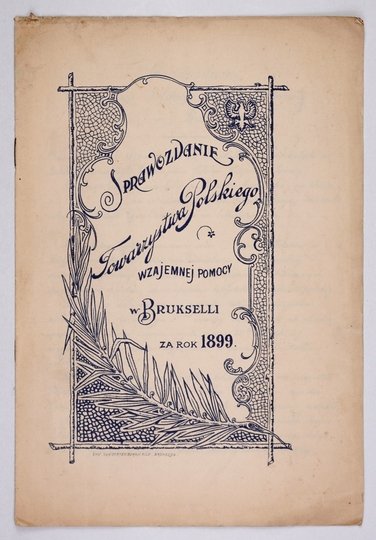 Sprawozdanie
Towarzystwa Polskiego
WZAJEMNEJ POMOCY
w BRUKSELLI
ZA ROK 1899.